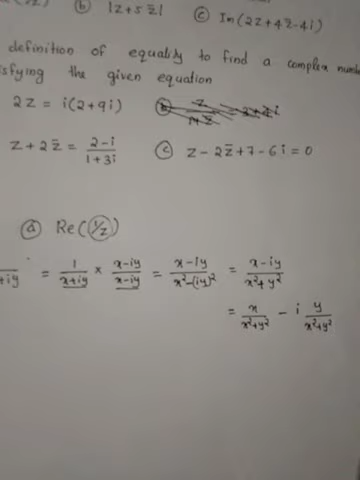 ⓑ |z+5z̄| ⓒ Im(2z+4z̄-4i)
definition of equality to find a complex
the given equation
2z = i(2+9i)
z+2z̄ = (2-i)/(1+3i) ⓒ z-2z̄+7-6i=0
ⓐ Re(1/z)
= 1/(x+iy) × (x-iy)/(x-iy) = (x-iy)/(x²-(iy)²) = (x-iy)/(x²+y²)
= x/(x²+y²) - i y/(x²+y²)